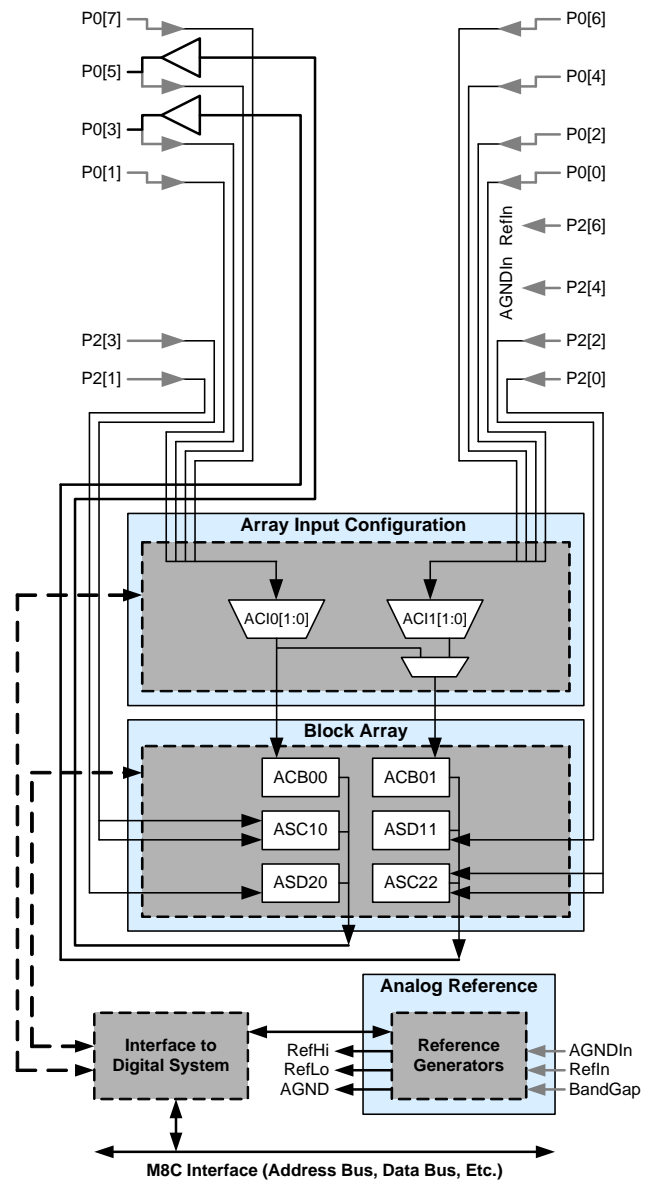 P0[7]
P0[6]
P0[5]
P0[4]
P0[3]
P0[2]
P0[1]
P0[0]
AGNDIn RefIn
P2[6]
P2[4]
P2[3]
P2[2]
P2[1]
P2[0]
Array Input Configuration
ACI0[1:0]
ACI1[1:0]
Block Array
ACB00
ACB01
ASC10
ASD11
ASD20
ASC22
Analog Reference
Interface to
Digital System
Reference
Generators
RefHi
RefLo
AGND
AGNDIn
RefIn
BandGap
M8C Interface (Address Bus, Data Bus, Etc.)